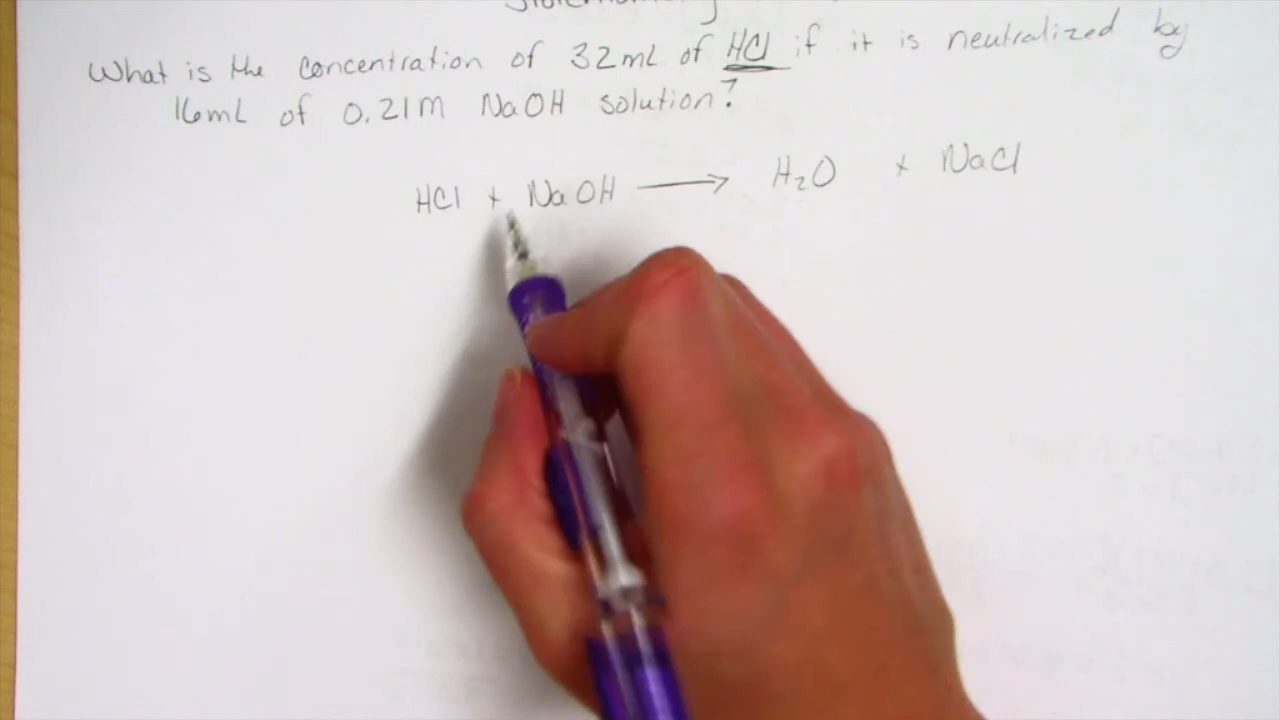 What is the concentration of 32mL of HCl if it is neutralized by
16mL of 0.21M NaOH solution?
HCl + NaOH → H₂O + NaCl